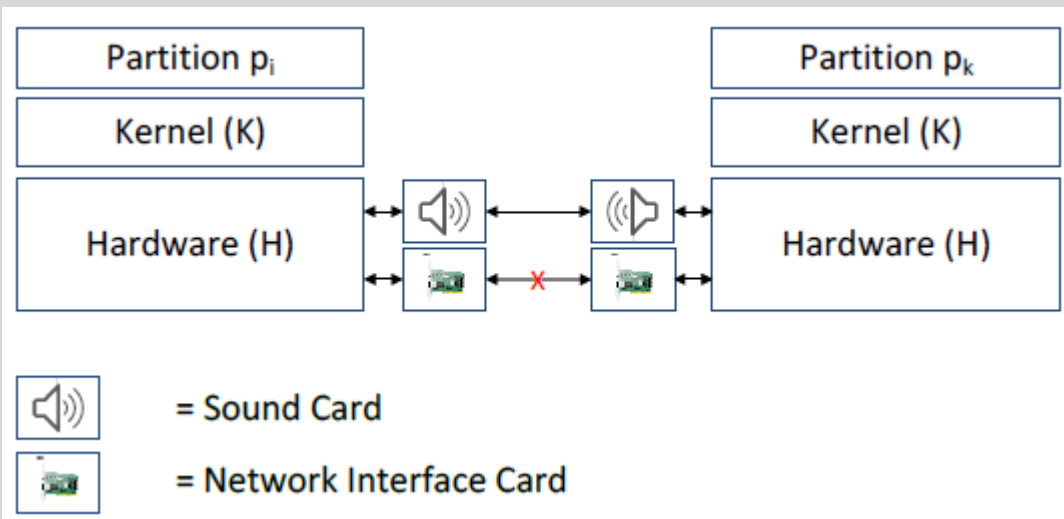 Partition pᵢ
Partition pₖ
Kernel (K)
Kernel (K)
Hardware (H)
Hardware (H)
X
= Sound Card
= Network Interface Card